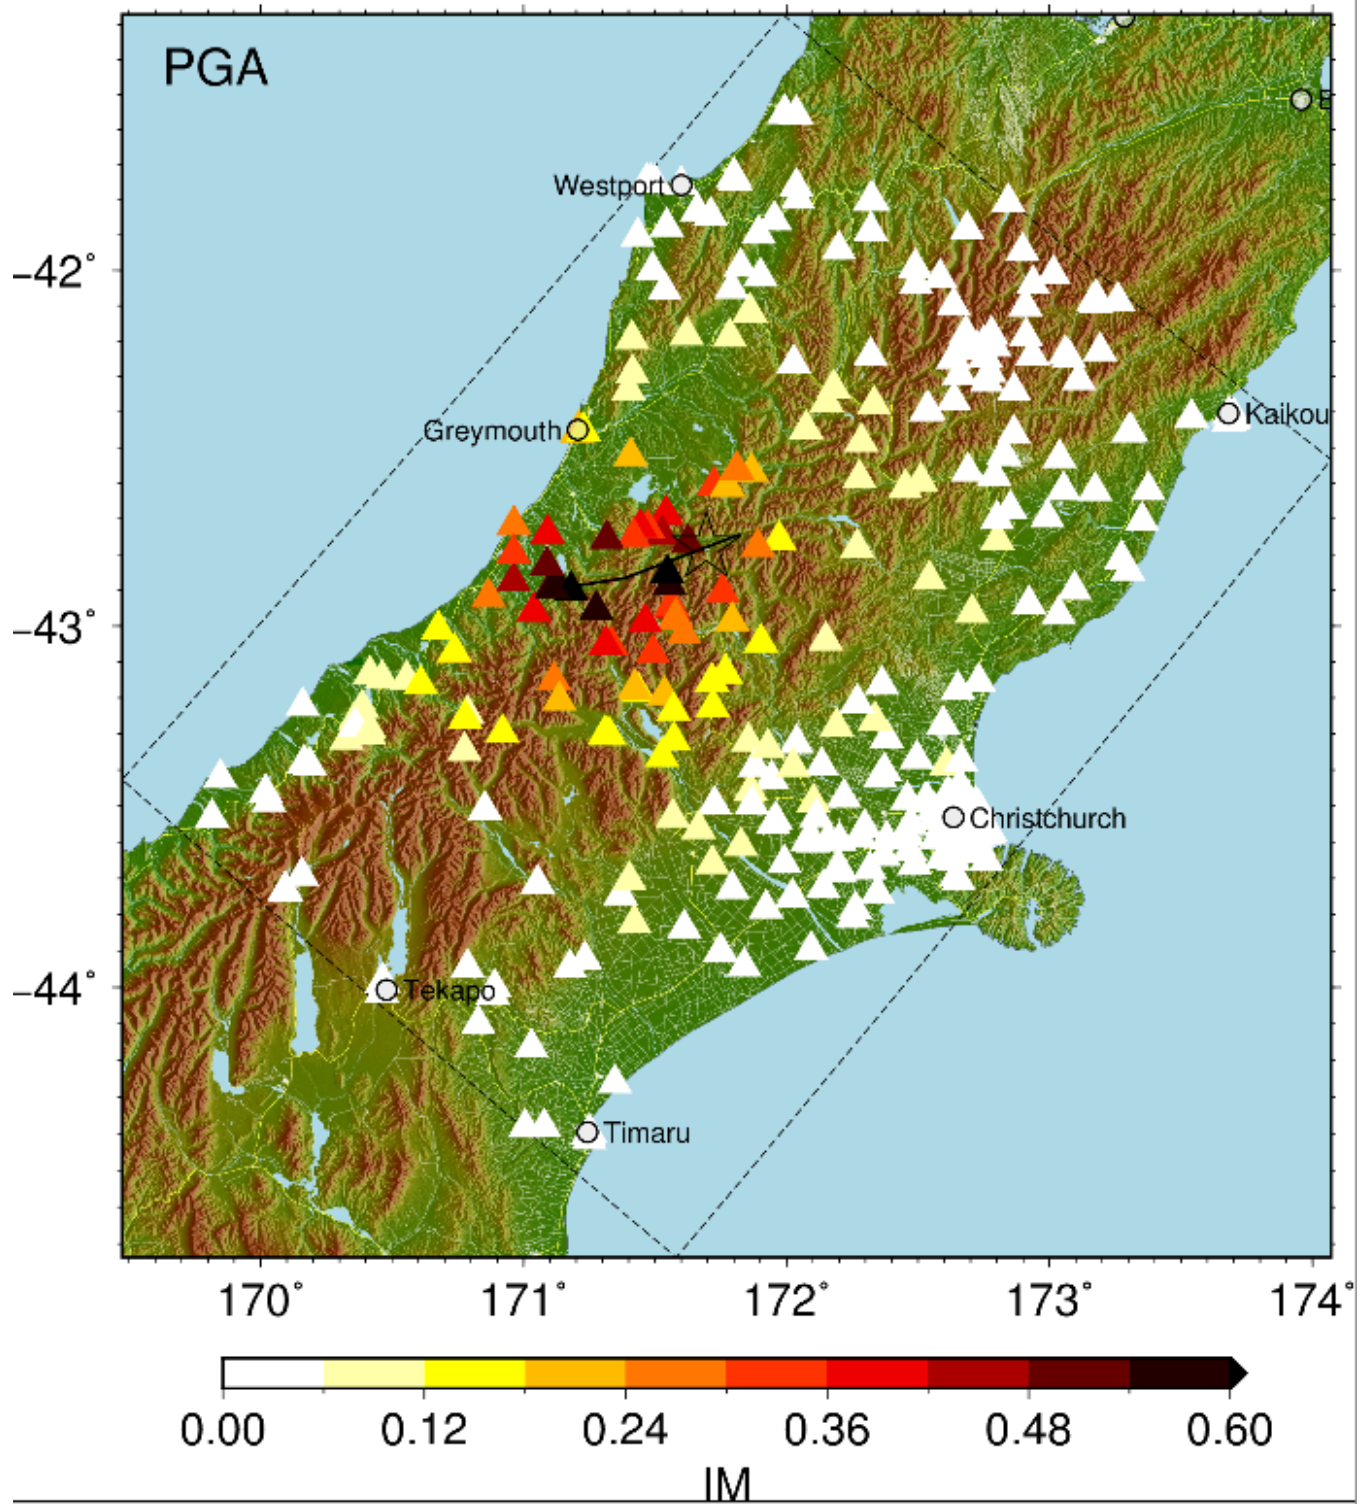 PGA
B
Westport
−42˚
Kaikou
Greymouth
−43˚
Christchurch
−44˚
Tekapo
Timaru
170˚ 171˚ 172˚ 173˚ 174˚
0.00 0.12 0.24 0.36 0.48 0.60
IM